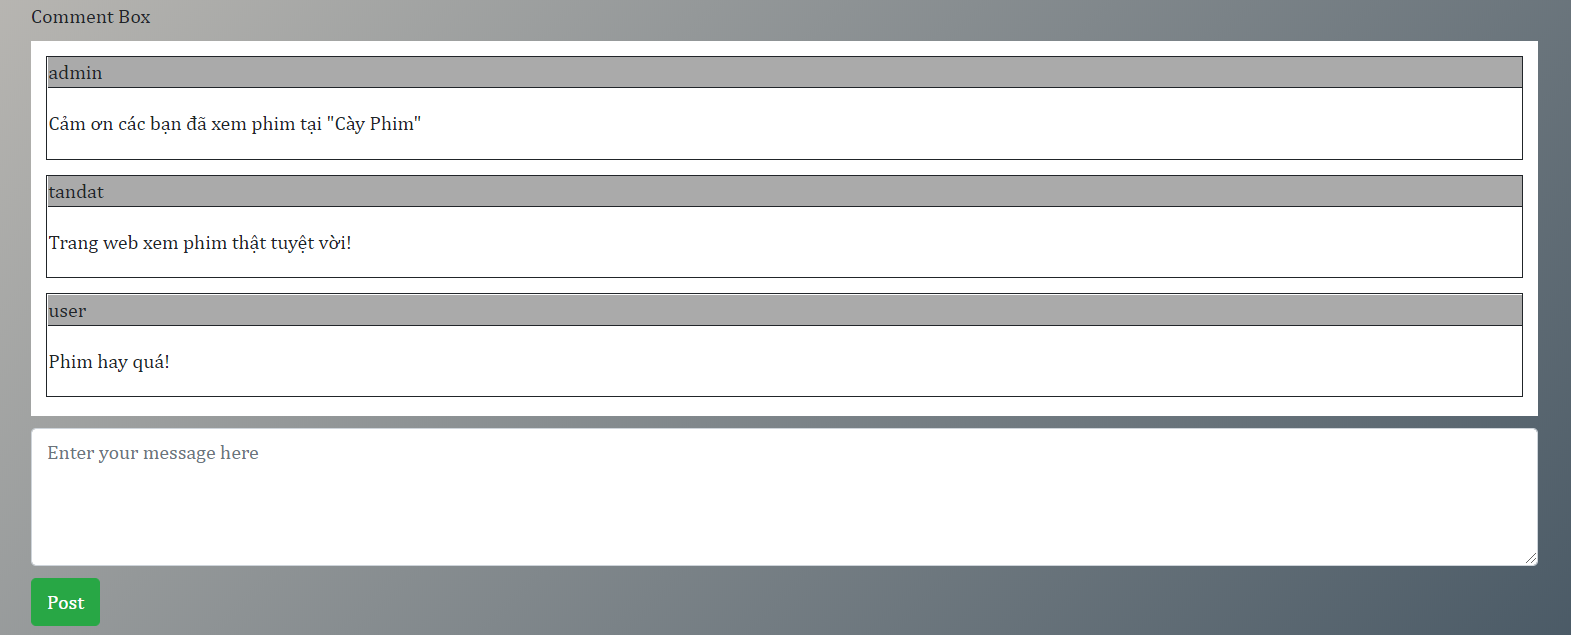 Comment Box
admin
Cảm ơn các bạn đã xem phim tại "Cày Phim"
tandat
Trang web xem phim thật tuyệt vời!
user
Phim hay quá!
Enter your message here
Post